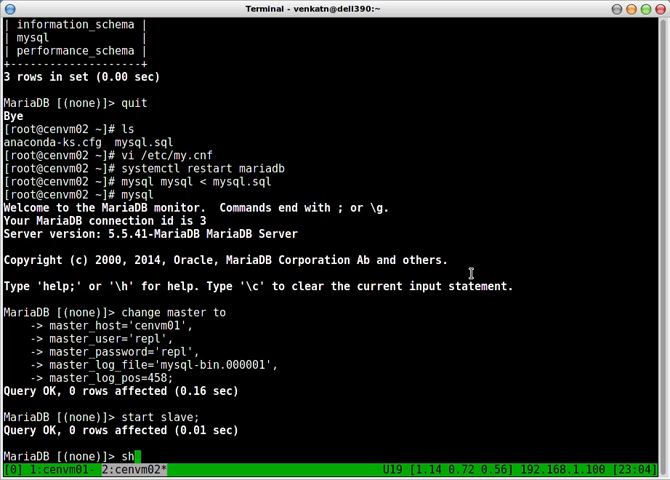 Terminal - venkatn@dell390:~
| information_schema |
| mysql              |
| performance_schema |
+--------------------+
3 rows in set (0.00 sec)
MariaDB [(none)]> quit
Bye
[root@cenvm02 ~]# ls
anaconda-ks.cfg  mysql.sql
[root@cenvm02 ~]# vi /etc/my.cnf
[root@cenvm02 ~]# systemctl restart mariadb
[root@cenvm02 ~]# mysql mysql < mysql.sql
[root@cenvm02 ~]# mysql
Welcome to the MariaDB monitor.  Commands end with ; or \g.
Your MariaDB connection id is 3
Server version: 5.5.41-MariaDB MariaDB Server
Copyright (c) 2000, 2014, Oracle, MariaDB Corporation Ab and others.
Type 'help;' or '\h' for help. Type '\c' to clear the current input statement.
MariaDB [(none)]> change master to
    -> master_host='cenvm01',
    -> master_user='repl',
    -> master_password='repl',
    -> master_log_file='mysql-bin.000001',
    -> master_log_pos=458;
Query OK, 0 rows affected (0.16 sec)
MariaDB [(none)]> start slave;
Query OK, 0 rows affected (0.01 sec)
MariaDB [(none)]> sh
[0] 1:cenvm01- 2:cenvm02* U19 [1.14 0.72 0.56] 192.168.1.100 [23:04]